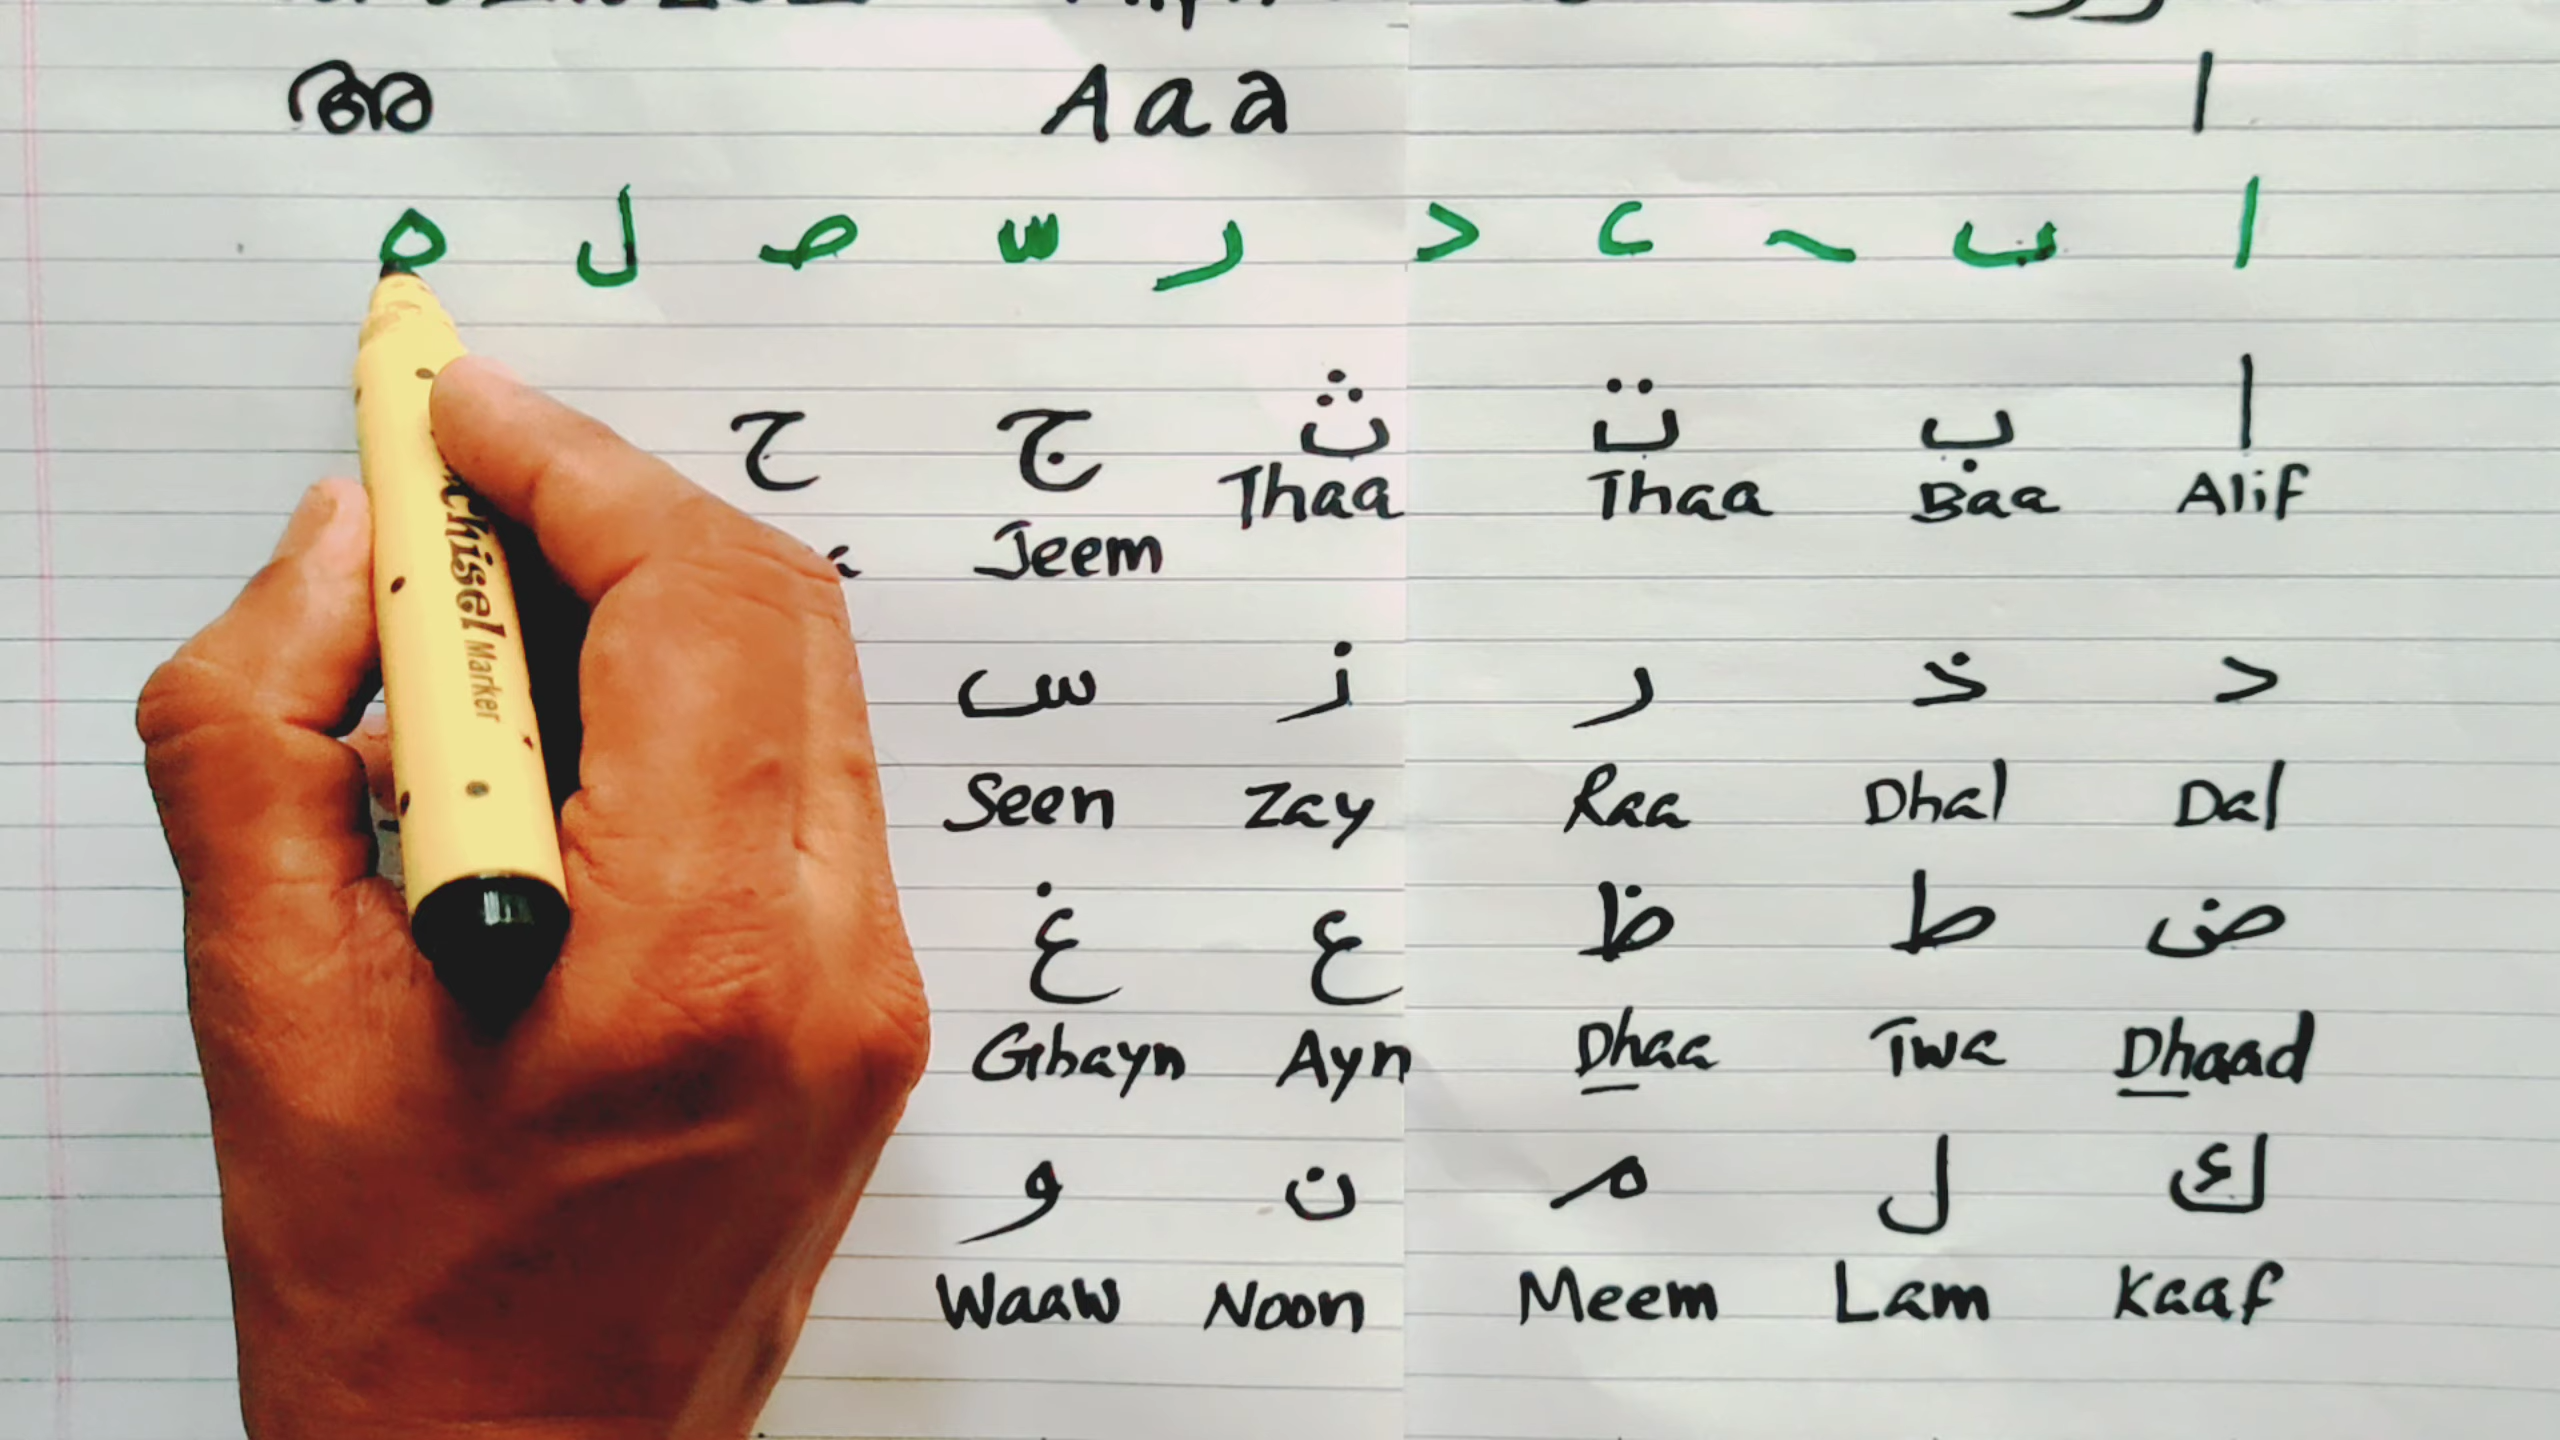 അ A a a ا
ا ب ~ c د ر س ص ل ه
ا ب ت ث ج ح
Alif Baa Thaa Thaa Jeem
د ذ ر ز س
Dal Dhal Raa Zay Seen
ض ط ظ ع غ
Dhaad Twa Dhaa Ayn Ghayn
ك ل م ن و
Kaaf Lam Meem Noon Waaw
chisel Marker